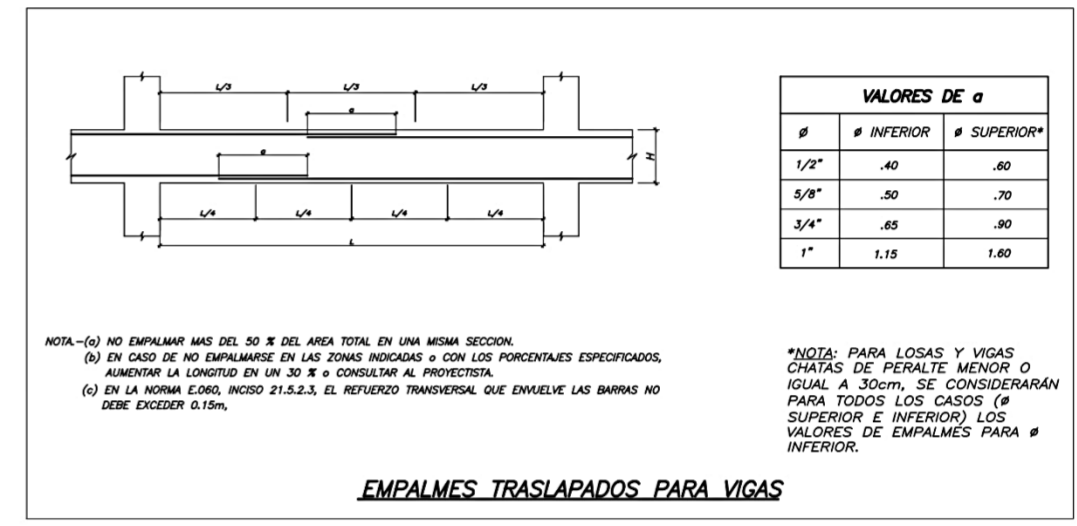 L/3 L/3 L/3
a
a
H
L/4 L/4 L/4 L/4
L
VALORES DE a
ø ø INFERIOR ø SUPERIOR*
1/2" .40 .60
5/8" .50 .70
3/4" .65 .90
1" 1.15 1.60
NOTA.-(a) NO EMPALMAR MAS DEL 50 % DEL AREA TOTAL EN UNA MISMA SECCION.
(b) EN CASO DE NO EMPALMARSE EN LAS ZONAS INDICADAS o CON LOS PORCENTAJES ESPECIFICADOS,
AUMENTAR LA LONGITUD EN UN 30 % o CONSULTAR AL PROYECTISTA.
(c) EN LA NORMA E.060, INCISO 21.5.2.3, EL REFUERZO TRANSVERSAL QUE ENVUELVE LAS BARRAS NO
DEBE EXCEDER 0.15m,
*NOTA: PARA LOSAS Y VIGAS
CHATAS DE PERALTE MENOR O
IGUAL A 30cm, SE CONSIDERARÁN
PARA TODOS LOS CASOS (ø
SUPERIOR E INFERIOR) LOS
VALORES DE EMPALMES PARA ø
INFERIOR.
EMPALMES TRASLAPADOS PARA VIGAS